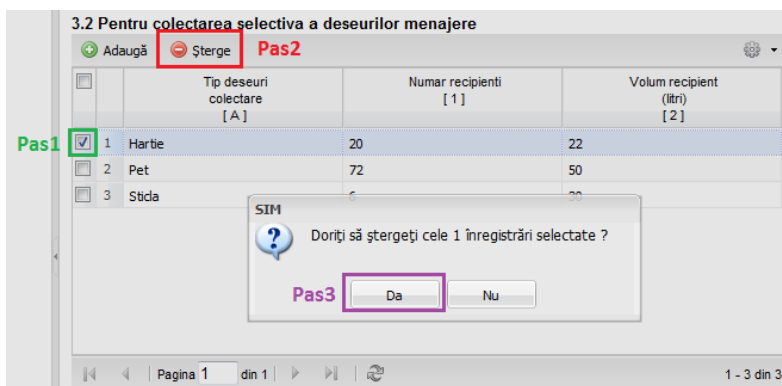 3.2 Pentru colectarea selectiva a deseurilor menajere
Adaugă Şterge Pas2
Tip deseuri colectare [ A ] Numar recipienti [ 1 ] Volum recipient (litri) [ 2 ]
Pas1 1 Hartie 20 22
2 Pet 72 50
3 Sticla 6 30
SIM
Doriţi să ştergeţi cele 1 înregistrări selectate ?
Pas3 Da Nu
Pagina 1 din 1 1 - 3 din 3